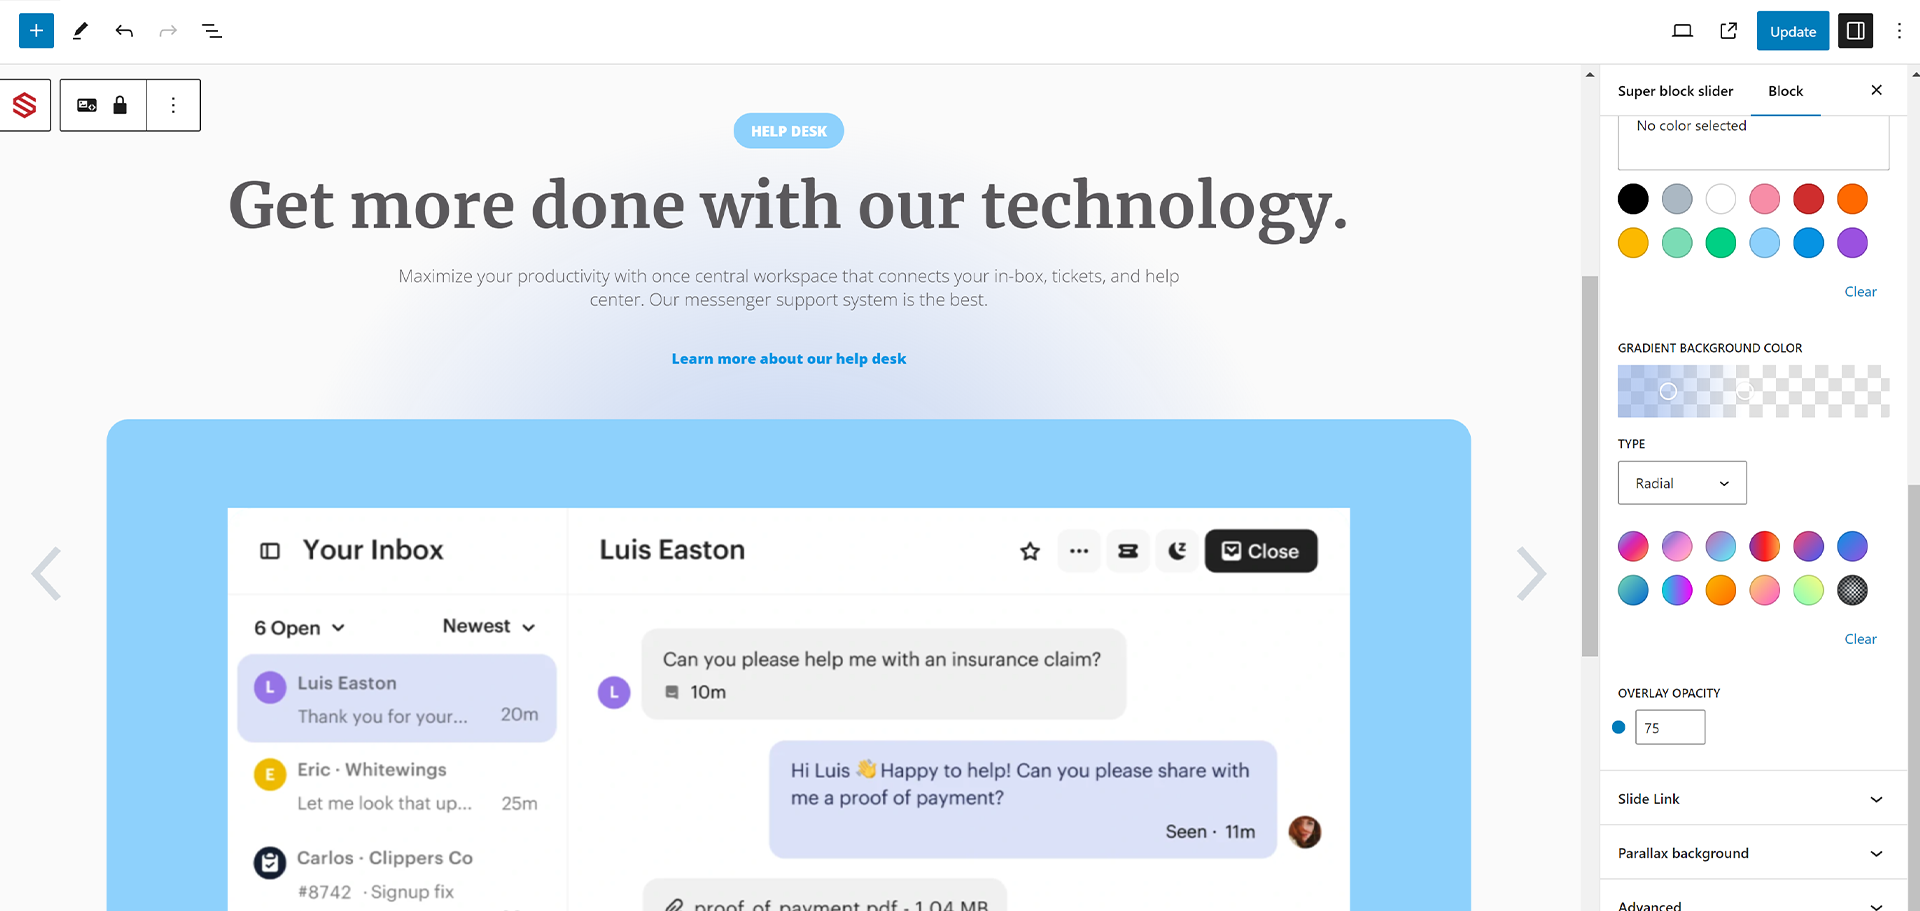 Update
HELP DESK
Get more done with our technology.
Maximize your productivity with once central workspace that connects your in-box, tickets, and help
center. Our messenger support system is the best.
Learn more about our help desk
Your Inbox
6 Open
Newest
L
Luis Easton
Thank you for your...
20m
E
Eric · Whitewings
Let me look that up...
25m
Carlos · Clippers Co
#8742 · Signup fix
Luis Easton
Close
Can you please help me with an insurance claim?
L
10m
Hi Luis 👋 Happy to help! Can you please share with
me a proof of payment?
Seen · 11m
proof_of_payment.pdf - 1.04 MB
Super block slider
Block
No color selected
Clear
GRADIENT BACKGROUND COLOR
TYPE
Radial
Clear
OVERLAY OPACITY
75
Slide Link
Parallax background
Advanced